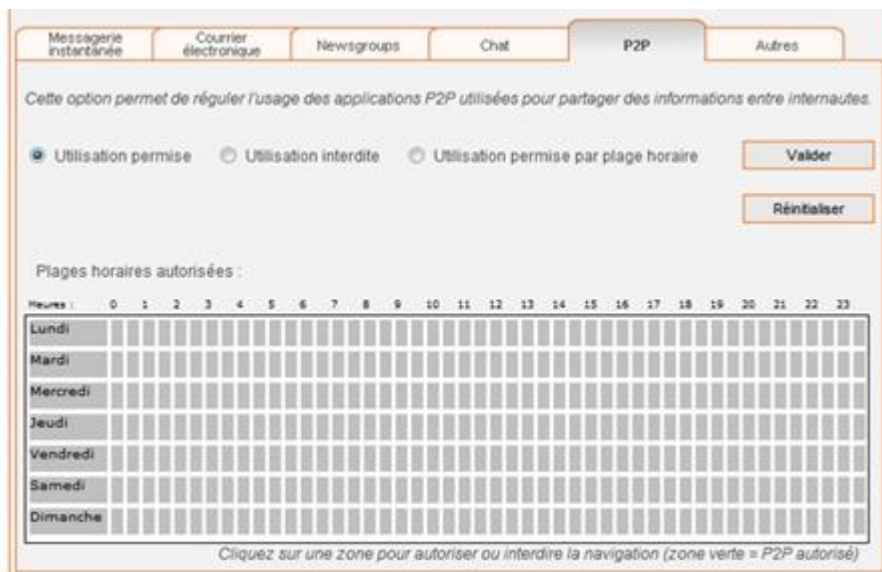 Messagerie instantanée
Courrier électronique
Newsgroups
Chat
P2P
Autres
Cette option permet de réguler l'usage des applications P2P utilisées pour partager des informations entre internautes.
Utilisation permise
Utilisation interdite
Utilisation permise par plage horaire
Valider
Réinitialiser
Plages horaires autorisées :
Heures : 0 1 2 3 4 5 6 7 8 9 10 11 12 13 14 15 16 17 18 19 20 21 22 23
Lundi
Mardi
Mercredi
Jeudi
Vendredi
Samedi
Dimanche
Cliquez sur une zone pour autoriser ou interdire la navigation (zone verte = P2P autorisé)